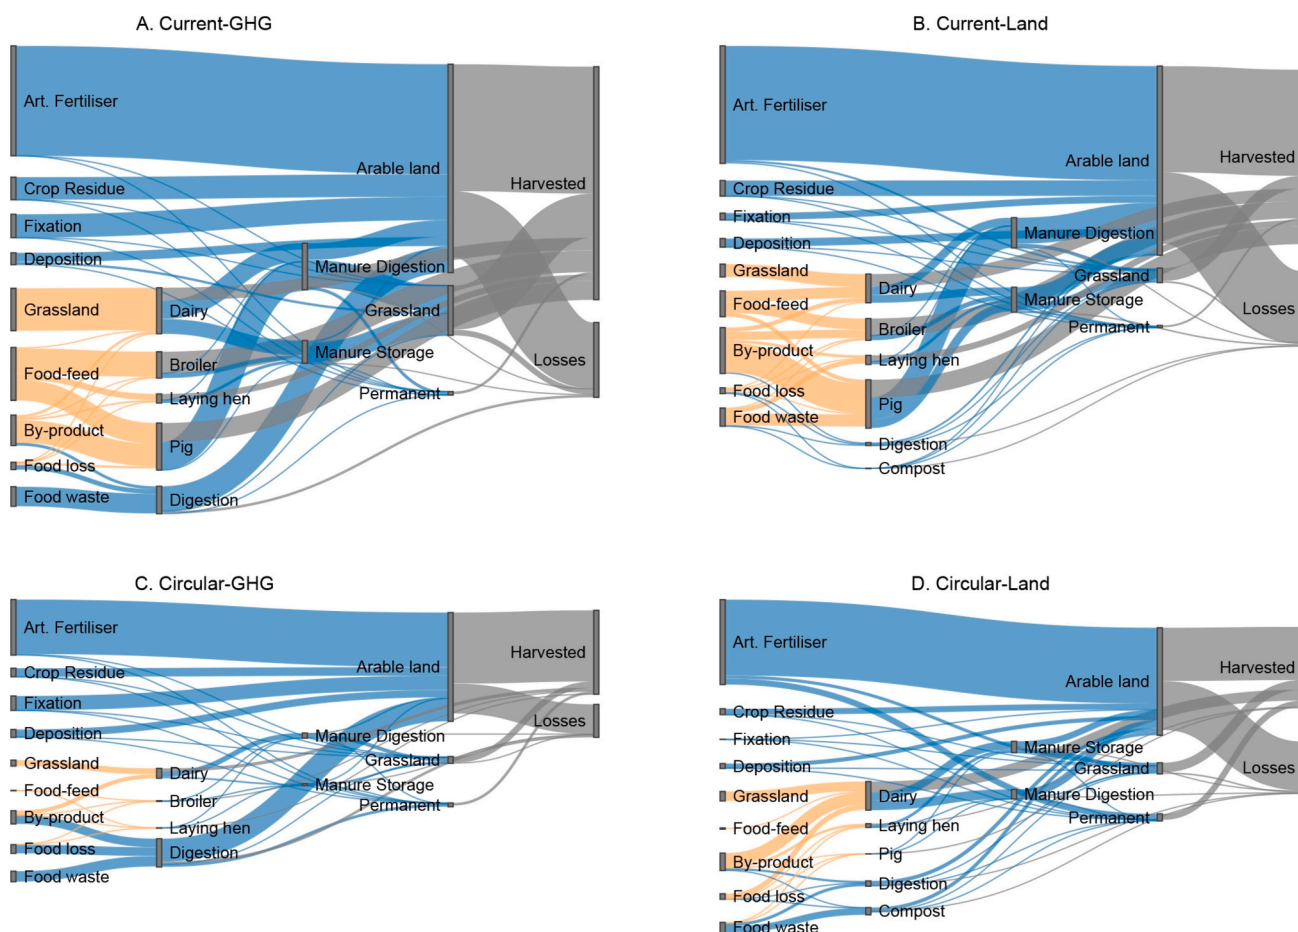 A. Current-GHG
Art. Fertiliser
Crop Residue
Fixation
Deposition
Grassland
Food-feed
By-product
Food loss
Food waste
Dairy
Broiler
Laying hen
Pig
Digestion
Manure Digestion
Manure Storage
Arable land
Grassland
Permanent
Harvested
Losses
B. Current-Land
Art. Fertiliser
Crop Residue
Fixation
Deposition
Grassland
Food-feed
By-product
Food loss
Food waste
Dairy
Broiler
Laying hen
Pig
Digestion
Compost
Manure Digestion
Manure Storage
Arable land
Grassland
Permanent
Harvested
Losses
C. Circular-GHG
Art. Fertiliser
Crop Residue
Fixation
Deposition
Grassland
Food-feed
By-product
Food loss
Food waste
Dairy
Broiler
Laying hen
Digestion
Manure Digestion
Manure Storage
Arable land
Grassland
Permanent
Harvested
Losses
D. Circular-Land
Art. Fertiliser
Crop Residue
Fixation
Deposition
Grassland
Food-feed
By-product
Food loss
Food waste
Dairy
Laying hen
Pig
Digestion
Compost
Manure Storage
Manure Digestion
Arable land
Grassland
Permanent
Harvested
Losses